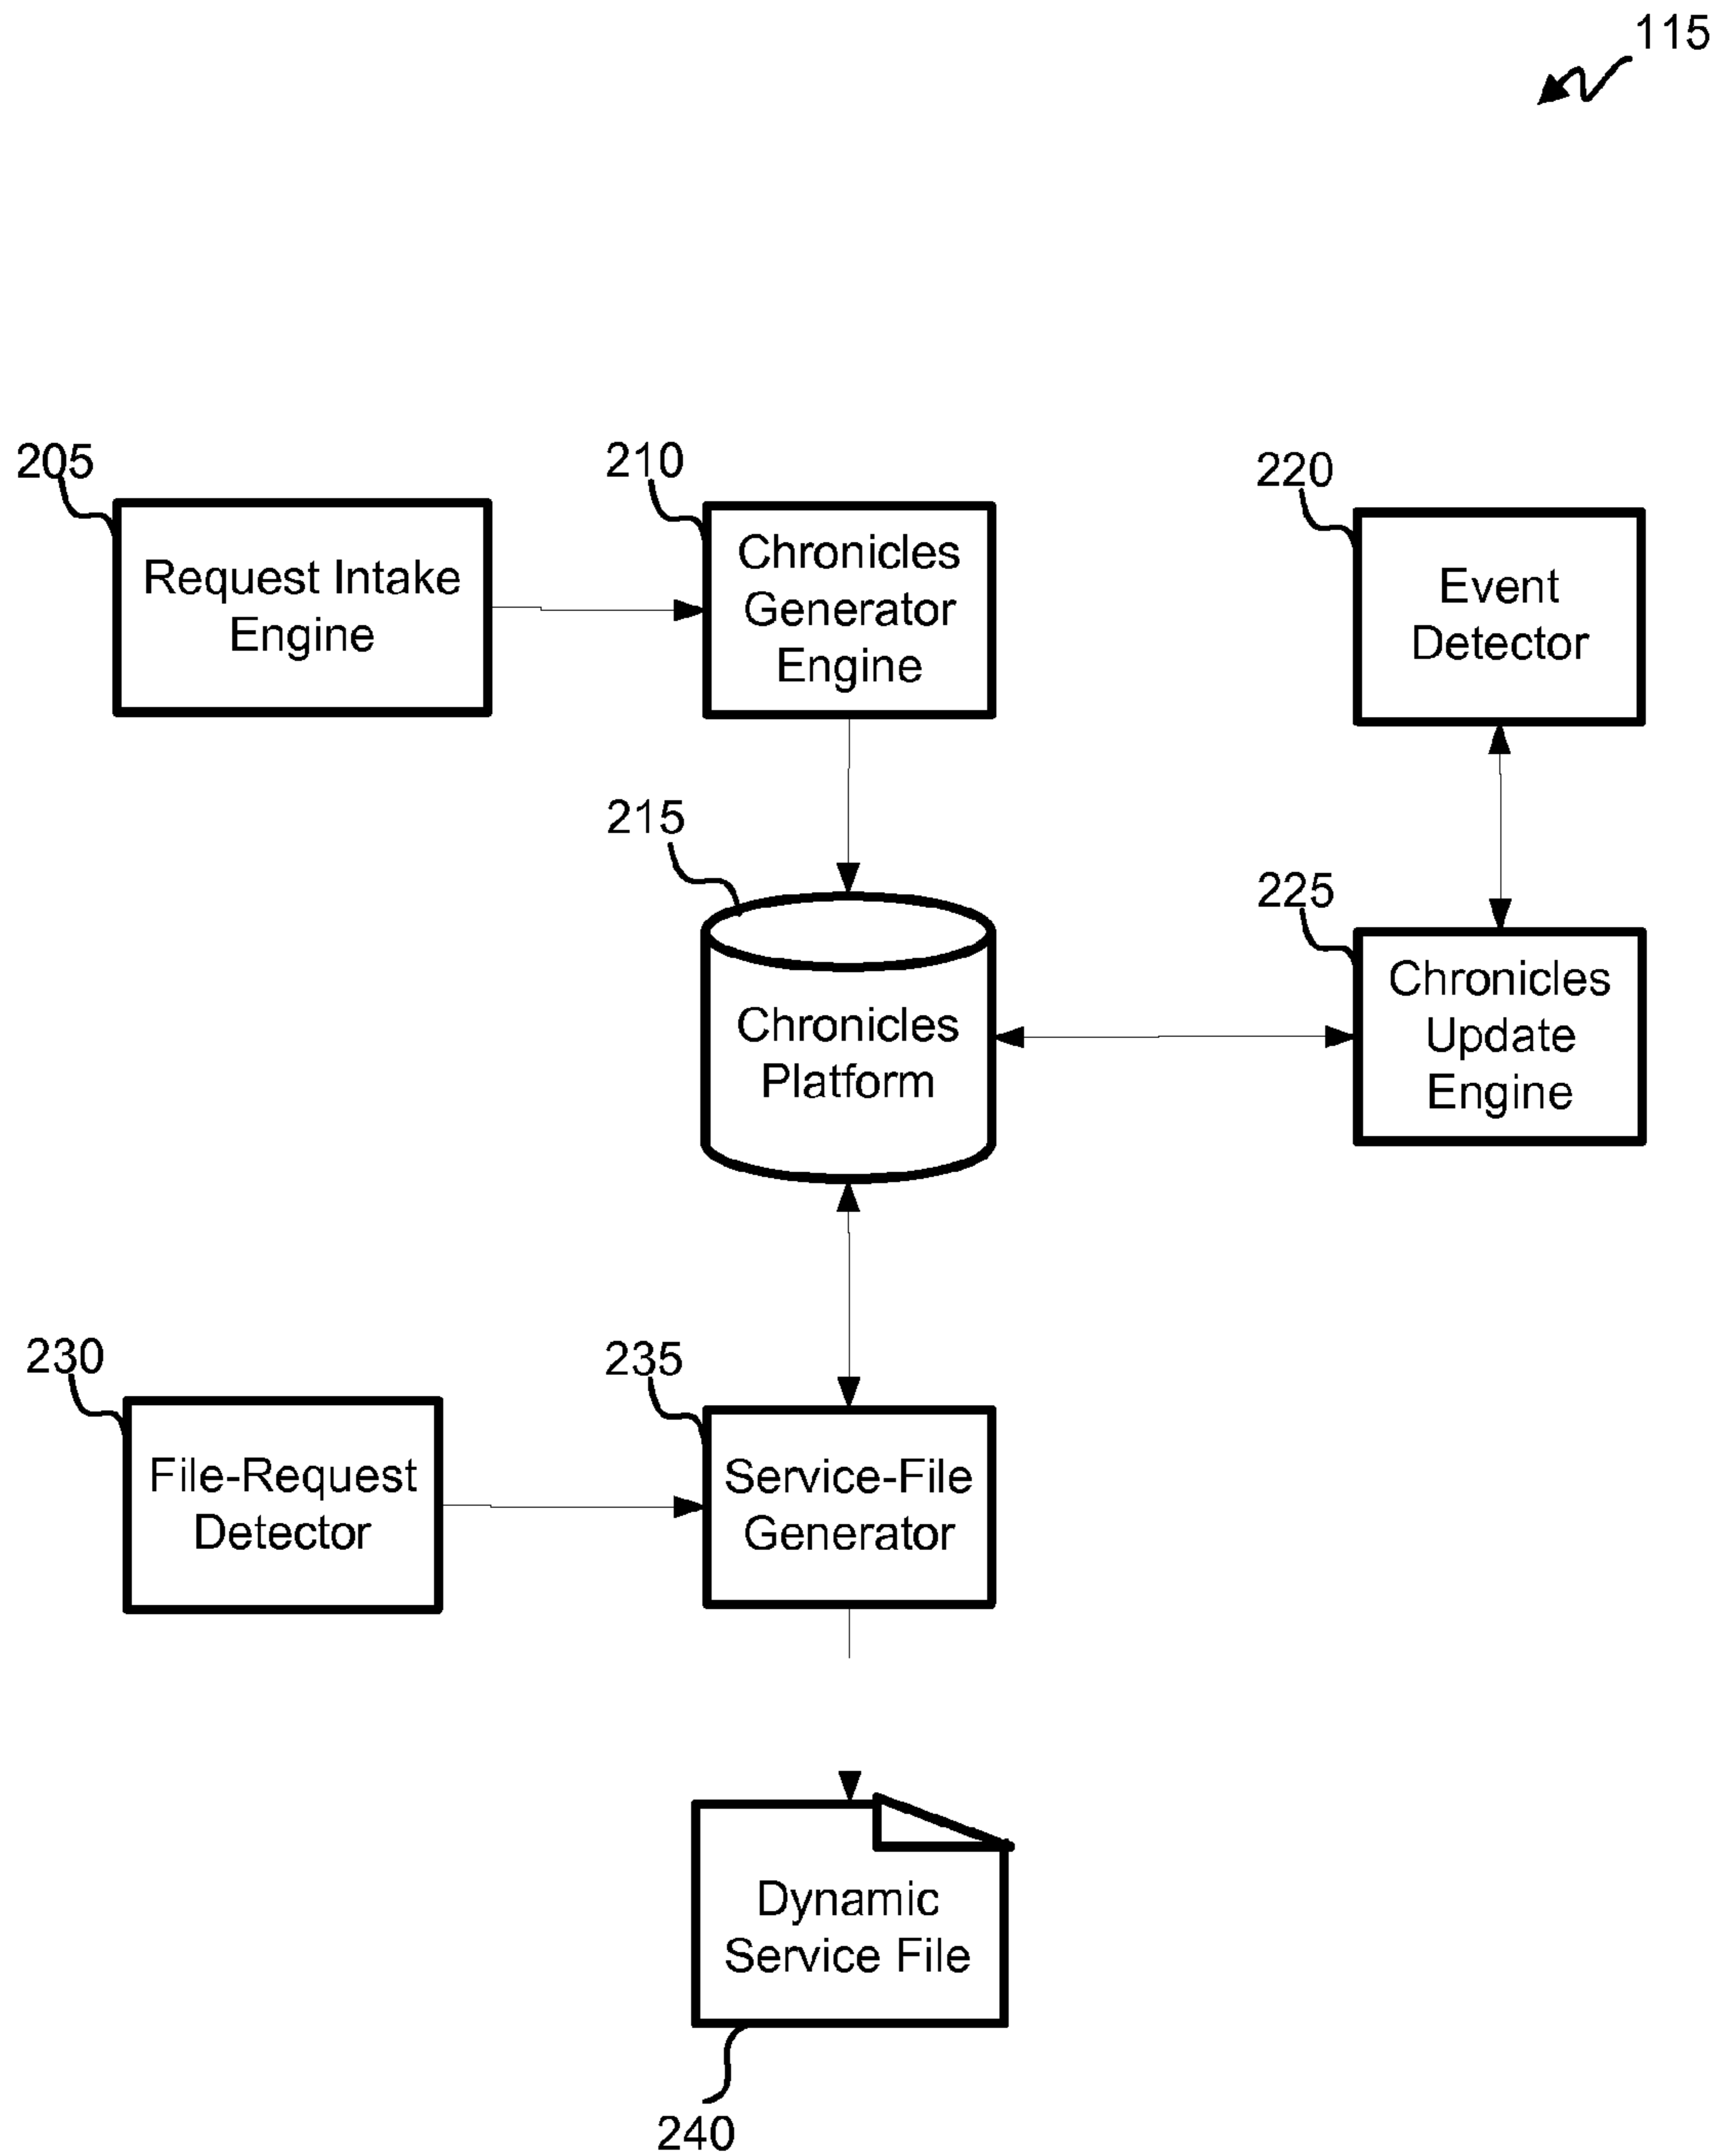 115
205
Request Intake
Engine
210
Chronicles
Generator
Engine
220
Event
Detector
215
Chronicles
Platform
225
Chronicles
Update
Engine
230
File-Request
Detector
235
Service-File
Generator
Dynamic
Service File
240